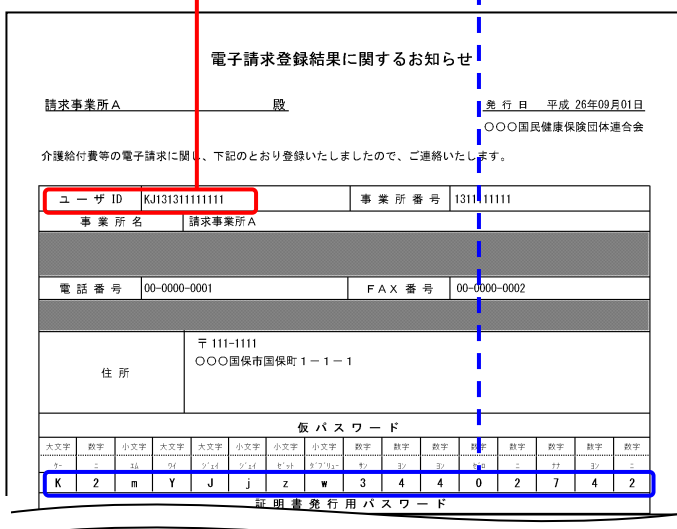 電子請求登録結果に関するお知らせ
請求事業所A 殿 発行日 平成 26年09月01日
○○○国民健康保険団体連合会
介護給付費等の電子請求に関し、下記のとおり登録いたしましたので、ご連絡いたします。
ユーザID KJ131311111111 事業所番号 1311111111
事業所名 請求事業所A
電話番号 00-0000-0001 FAX番号 00-0000-0002
〒111-1111
住所 ○○○国保市国保町1-1-1
仮パスワード
大文字 数字 小文字 大文字 大文字 小文字 小文字 小文字 数字 数字 数字 数字 数字 数字 数字 数字
ケー ニ エム ワイ ジェイ ジェイ ゼット ダブリュー サン ヨン ヨン ゼロ ニ ナナ ヨン ニ
K 2 m Y J j z w 3 4 4 0 2 7 4 2
証明書発行用パスワード